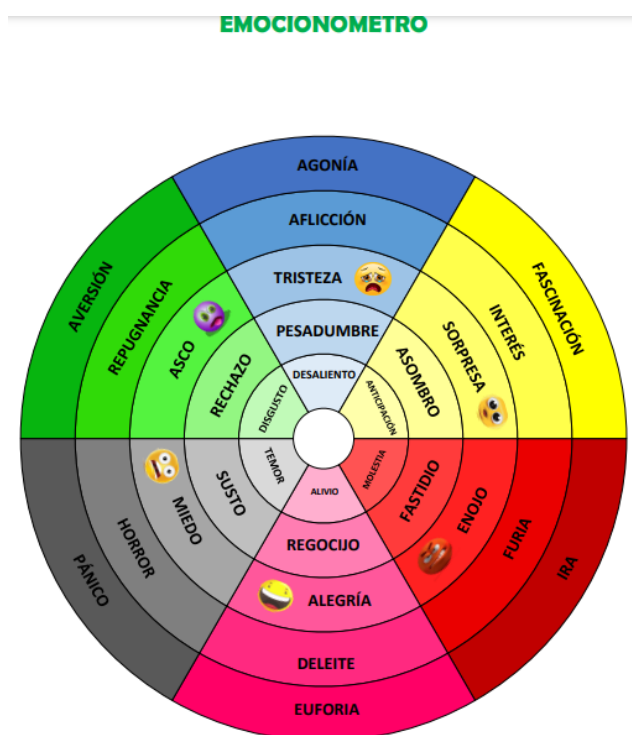 EMOCIONOMETRO
AGONÍA
AFLICCIÓN
TRISTEZA
PESADUMBRE
DESALIENTO
FASCINACIÓN
INTERÉS
SORPRESA
ASOMBRO
ANTICIPACIÓN
IRA
FURIA
ENOJO
FASTIDIO
MOLESTIA
ALIVIO
REGOCIJO
ALEGRÍA
DELEITE
EUFORIA
PÁNICO
HORROR
MIEDO
SUSTO
TEMOR
AVERSIÓN
REPUGNANCIA
ASCO
RECHAZO
DISGUSTO